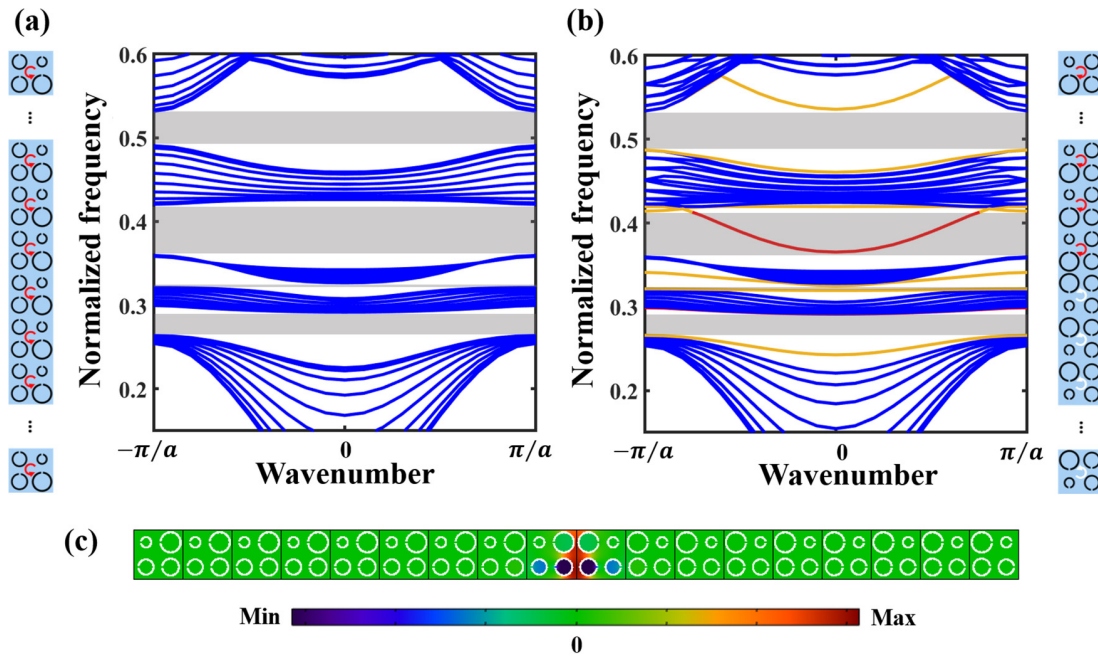 (a)
(b)
Normalized frequency
0.6
0.5
0.4
0.3
0.2
−π/a
0
π/a
Wavenumber
...
...
Normalized frequency
0.6
0.5
0.4
0.3
0.2
−π/a
0
π/a
Wavenumber
...
...
(c)
Min
0
Max